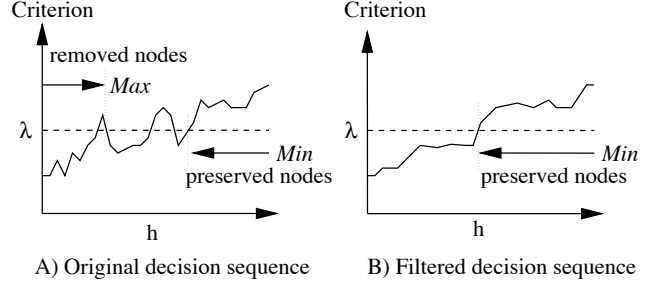 Criterion
removed nodes
Max
λ
Min
preserved nodes
h
A) Original decision sequence
Criterion
λ
Min
preserved nodes
h
B) Filtered decision sequence